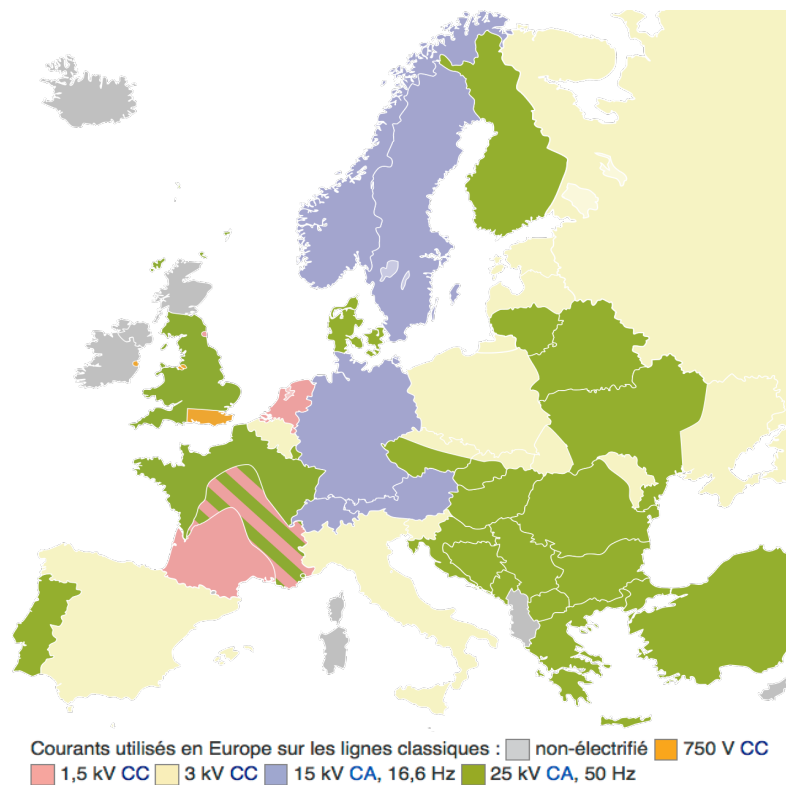 Courants utilisés en Europe sur les lignes classiques : non-électrifié 750 V CC
1,5 kV CC 3 kV CC 15 kV CA, 16,6 Hz 25 kV CA, 50 Hz